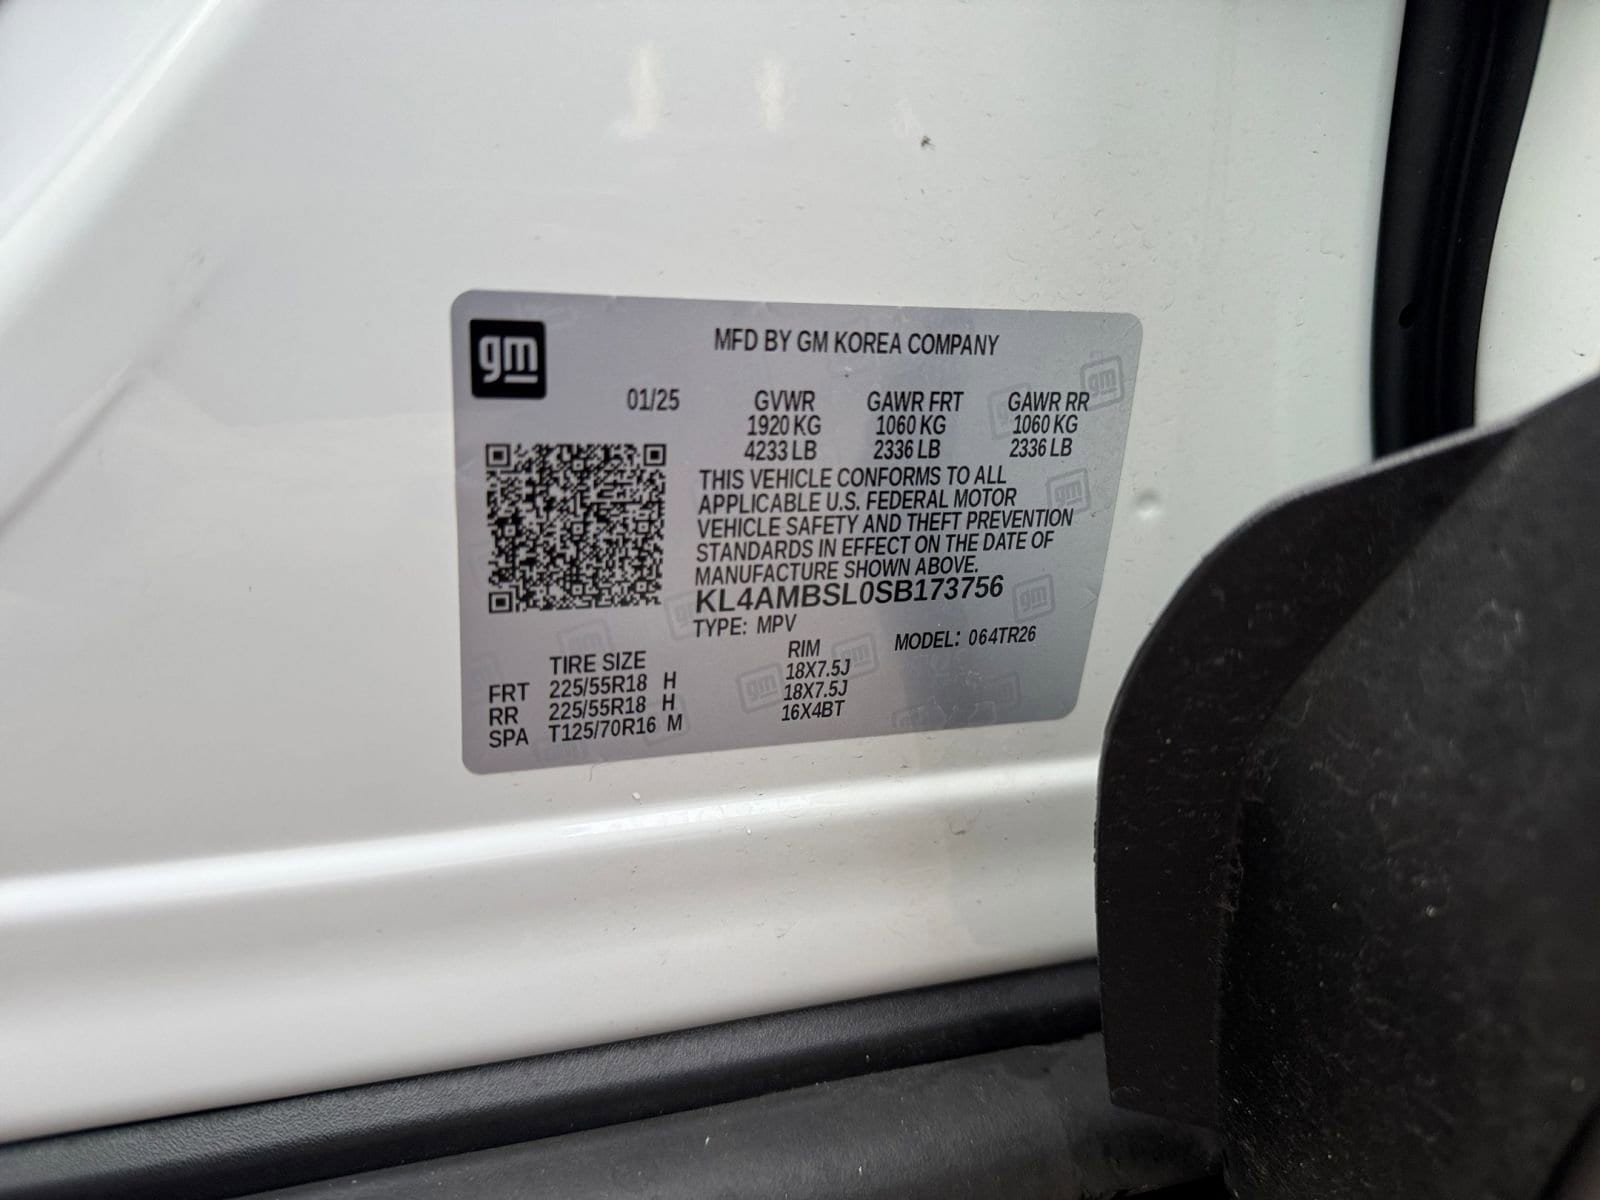 gm
MFD BY GM KOREA COMPANY
01/25 GVWR GAWR FRT GAWR RR
1920 KG 1060 KG 1060 KG
4233 LB 2336 LB 2336 LB
THIS VEHICLE CONFORMS TO ALL
APPLICABLE U.S. FEDERAL MOTOR
VEHICLE SAFETY AND THEFT PREVENTION
STANDARDS IN EFFECT ON THE DATE OF
MANUFACTURE SHOWN ABOVE.
KL4AMBSL0SB173756
TYPE: MPV MODEL: 064TR26
TIRE SIZE RIM
FRT 225/55R18 H 18X7.5J
RR 225/55R18 H 18X7.5J
SPA T125/70R16 M 16X4BT